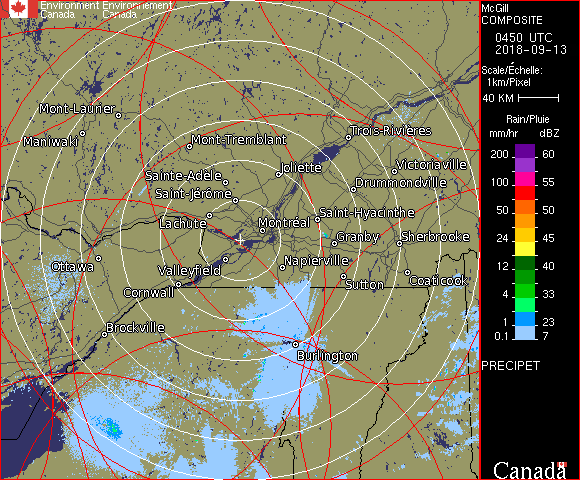 Environment Environnement
Canada Canada
McGill
COMPOSITE
0450 UTC
2018-09-13
Scale/Échelle:
1km/Pixel
40 KM
Rain/Pluie
mm/hr dBZ
200 60
155 57
100 55
50 50
24 45
12 40
4 33
1 23
0.1 7
PRECIPET
Canada
Mont-Laurier
Maniwaki
Mont-Tremblant
Trois-Rivières
Joliette
Victoriaville
Sainte-Adèle
Drummondville
Saint-Jérôme
Lachute
Saint-Hyacinthe
Montréal
Granby
Sherbrooke
Ottawa
Valleyfield
Napierville
Cornwall
Sutton
Coaticook
Brockville
Burlington